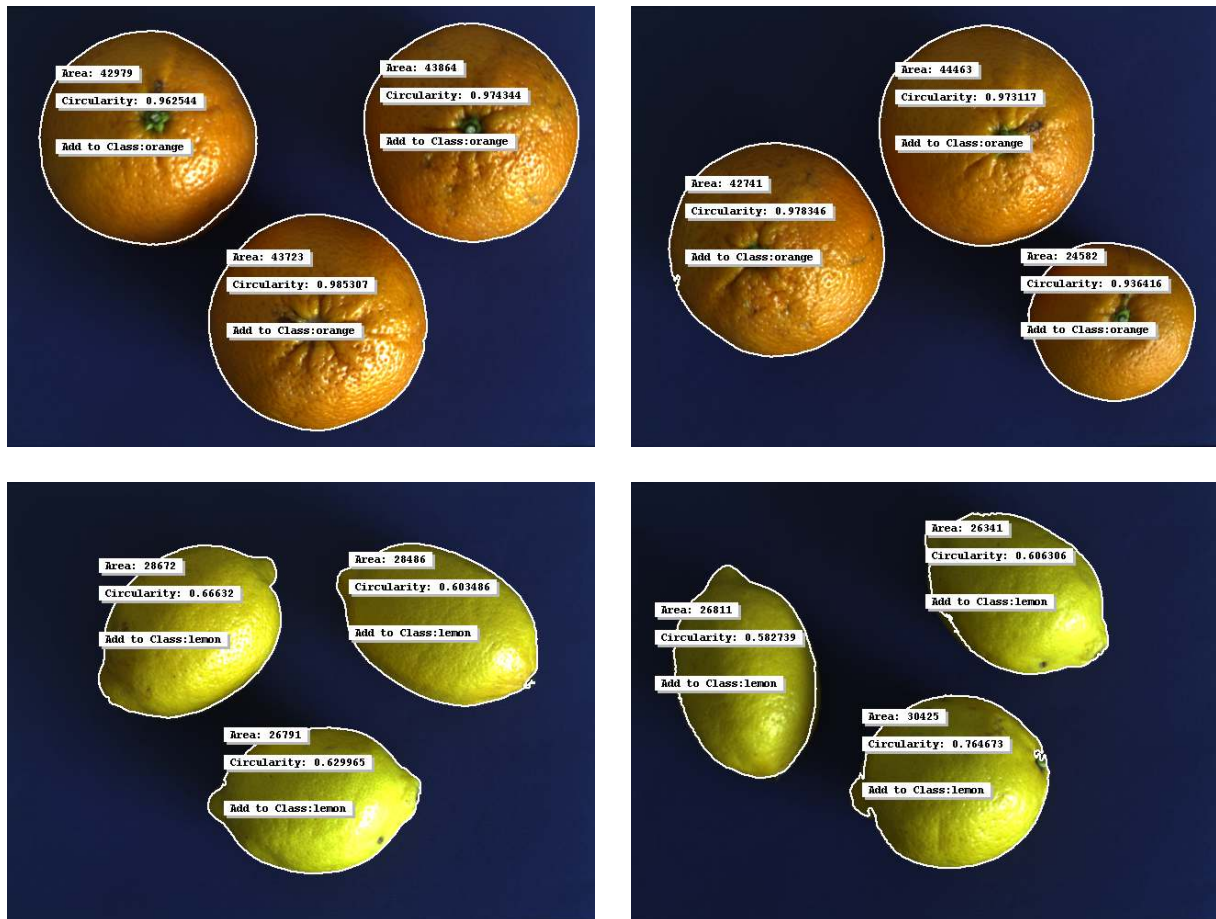 Area: 42979
Circularity: 0.962544
Add to Class:orange
Area: 43864
Circularity: 0.974344
Add to Class:orange
Area: 43723
Circularity: 0.985307
Add to Class:orange
Area: 44463
Circularity: 0.973117
Add to Class:orange
Area: 42741
Circularity: 0.978346
Add to Class:orange
Area: 24582
Circularity: 0.936416
Add to Class:orange
Area: 28672
Circularity: 0.66632
Add to Class:lemon
Area: 28486
Circularity: 0.603486
Add to Class:lemon
Area: 26791
Circularity: 0.629965
Add to Class:lemon
Area: 26341
Circularity: 0.606306
Add to Class:lemon
Area: 26811
Circularity: 0.582739
Add to Class:lemon
Area: 30425
Circularity: 0.764673
Add to Class:lemon